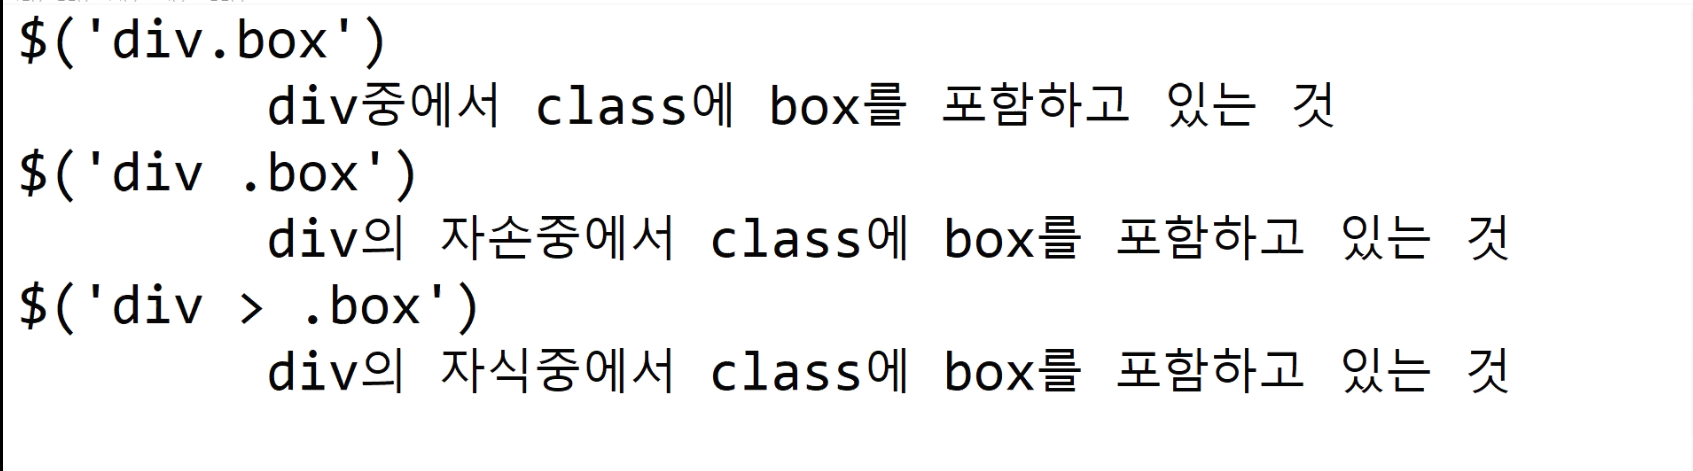 $('div.box')
div중에서 class에 box를 포함하고 있는 것
$('div .box')
div의 자손중에서 class에 box를 포함하고 있는 것
$('div > .box')
div의 자식중에서 class에 box를 포함하고 있는 것